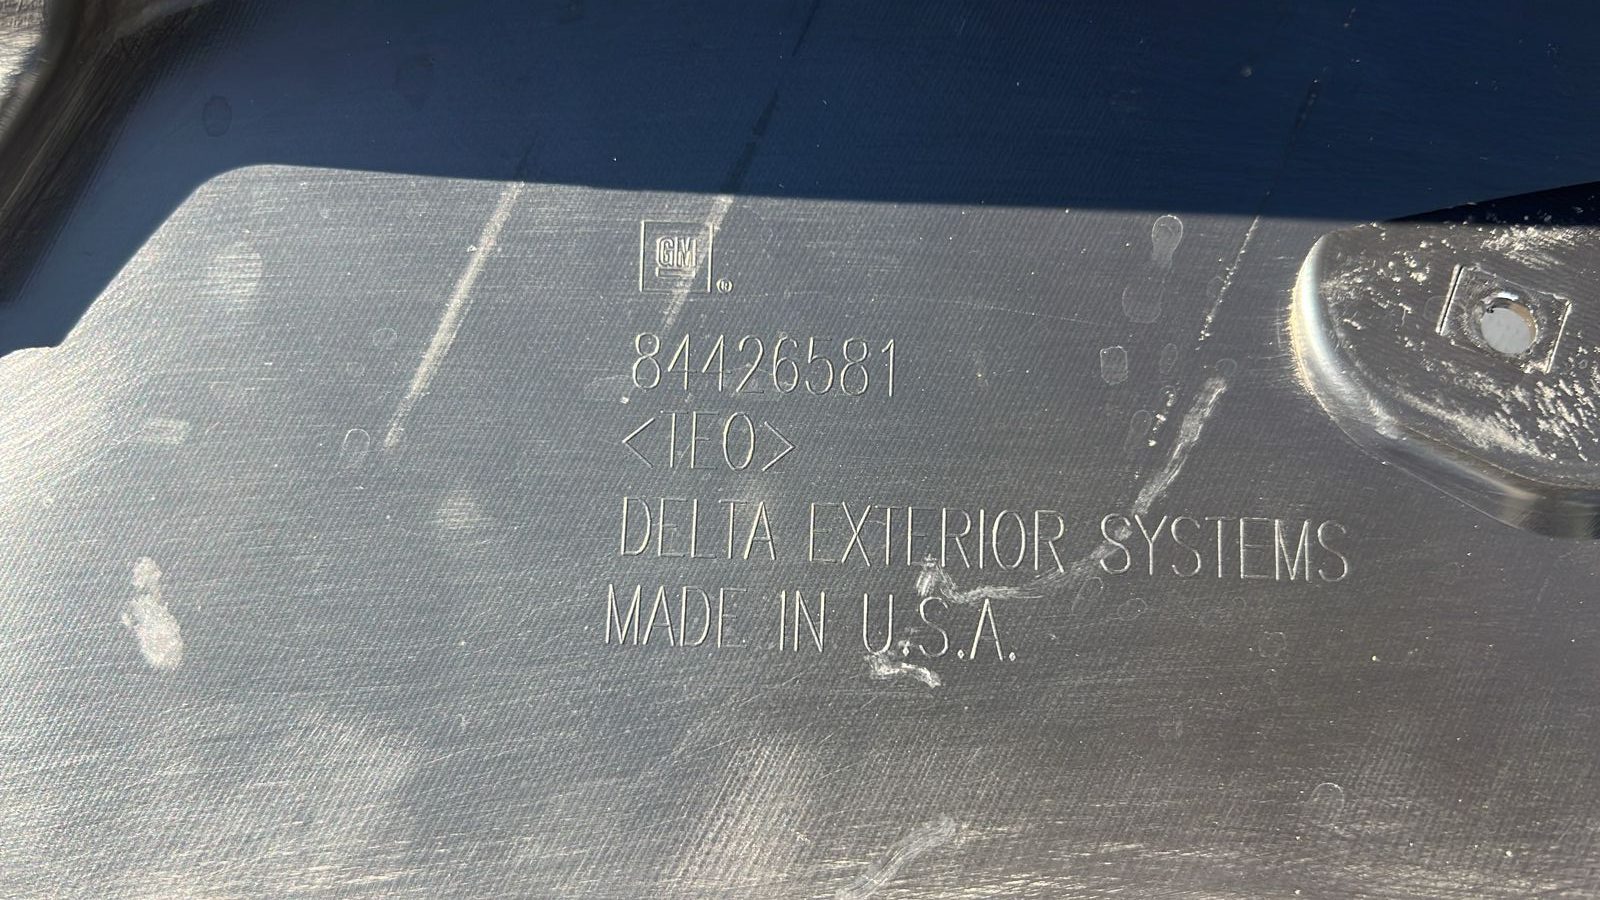 GM®
84426581
<TEO>
DELTA EXTERIOR SYSTEMS
MADE IN U.S.A.